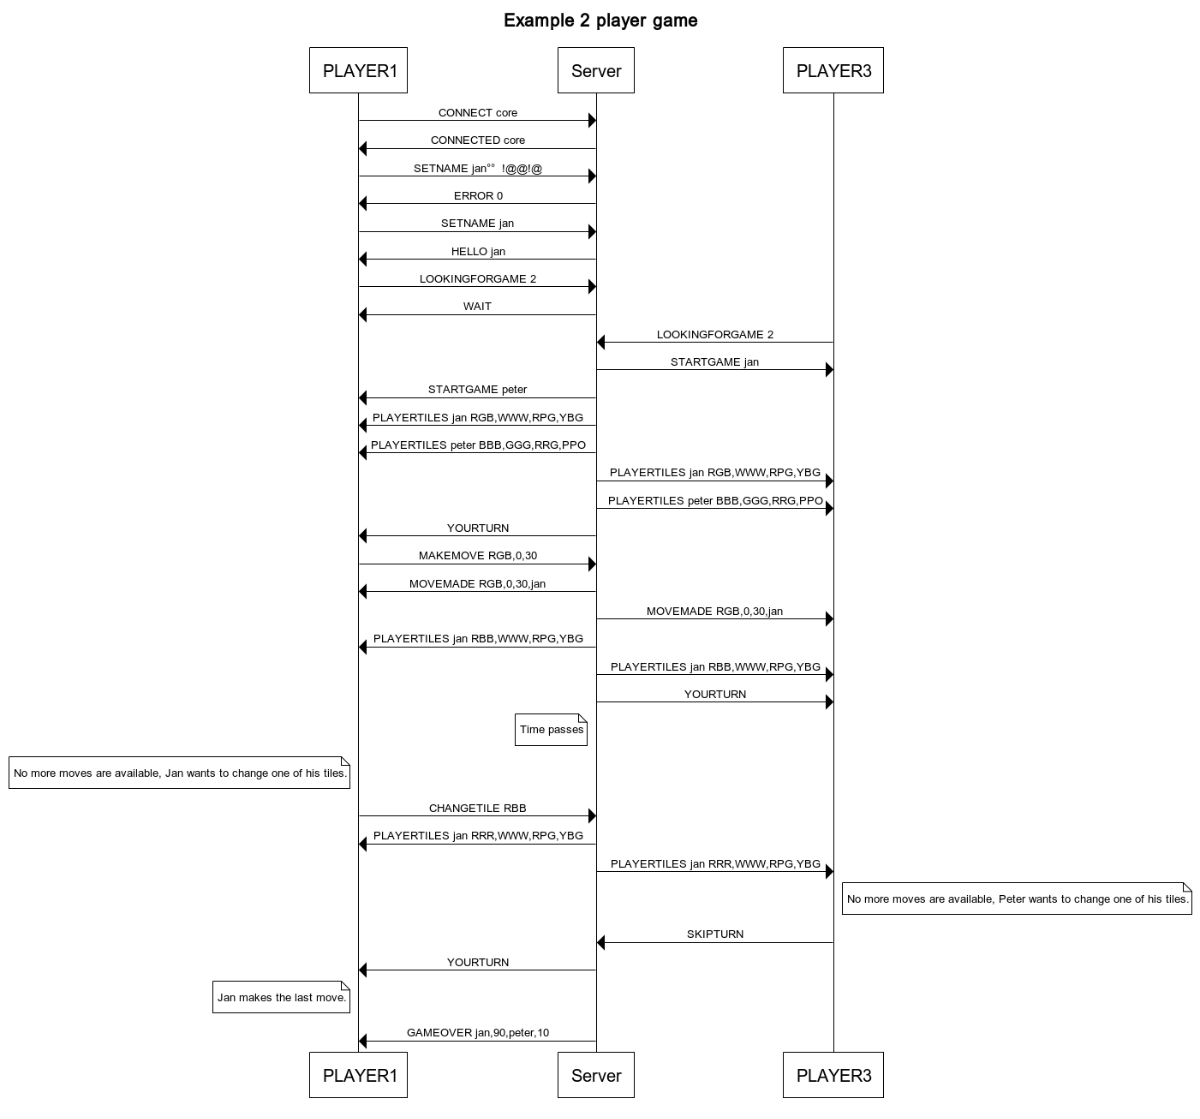 Example 2 player game
PLAYER1
Server
PLAYER3
CONNECT core
CONNECTED core
SETNAME jan°° !@@!@
ERROR 0
SETNAME jan
HELLO jan
LOOKINGFORGAME 2
WAIT
LOOKINGFORGAME 2
STARTGAME jan
STARTGAME peter
PLAYERTILES jan RGB,WWW,RPG,YBG
PLAYERTILES peter BBB,GGG,RRG,PPO
PLAYERTILES jan RGB,WWW,RPG,YBG
PLAYERTILES peter BBB,GGG,RRG,PPO
YOURTURN
MAKEMOVE RGB,0,30
MOVEMADE RGB,0,30,jan
MOVEMADE RGB,0,30,jan
PLAYERTILES jan RBB,WWW,RPG,YBG
PLAYERTILES jan RBB,WWW,RPG,YBG
YOURTURN
Time passes
No more moves are available, Jan wants to change one of his tiles.
CHANGETILE RBB
PLAYERTILES jan RRR,WWW,RPG,YBG
PLAYERTILES jan RRR,WWW,RPG,YBG
No more moves are available, Peter wants to change one of his tiles.
SKIPTURN
YOURTURN
Jan makes the last move.
GAMEOVER jan,90,peter,10
PLAYER1
Server
PLAYER3